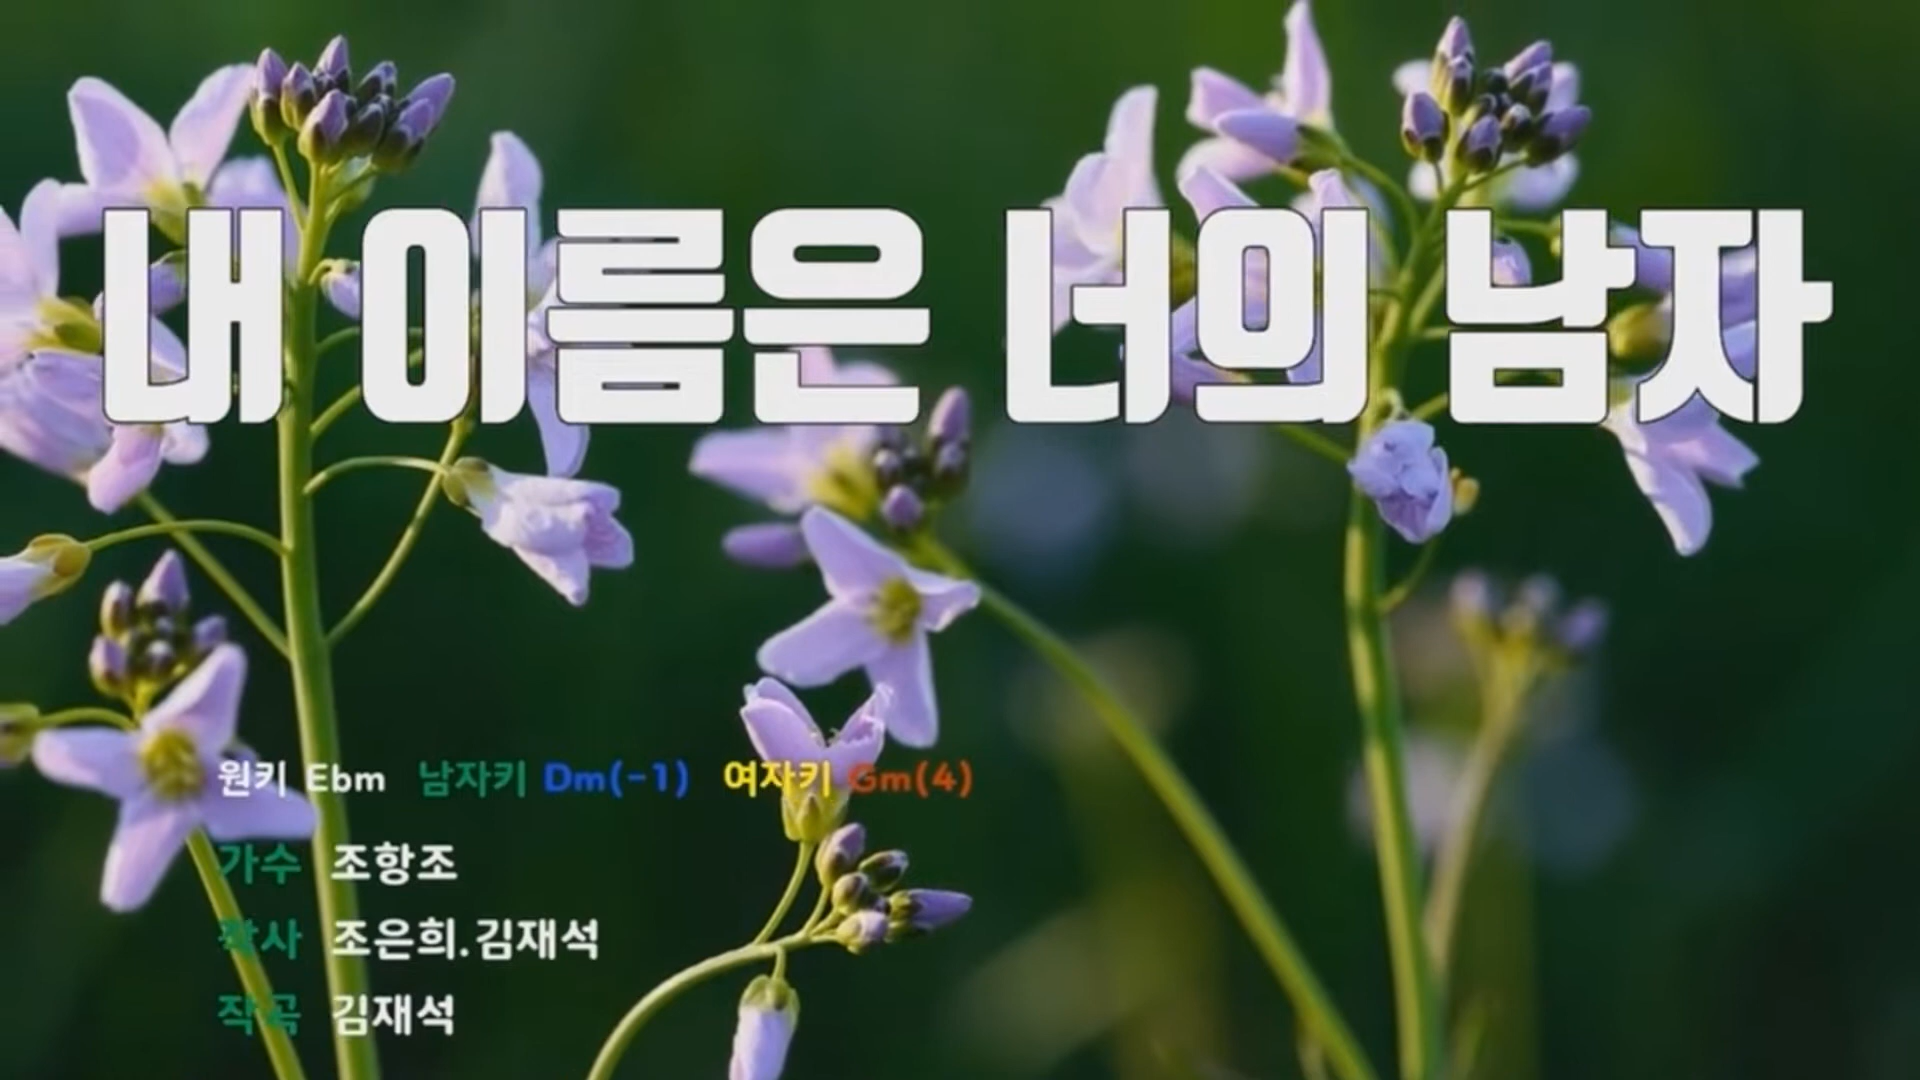 내 이름은 너의 남자
원키 Ebm 남자키 Dm(-1) 여자키 Gm(4)
가수 조항조
작사 조은희.김재석
작곡 김재석